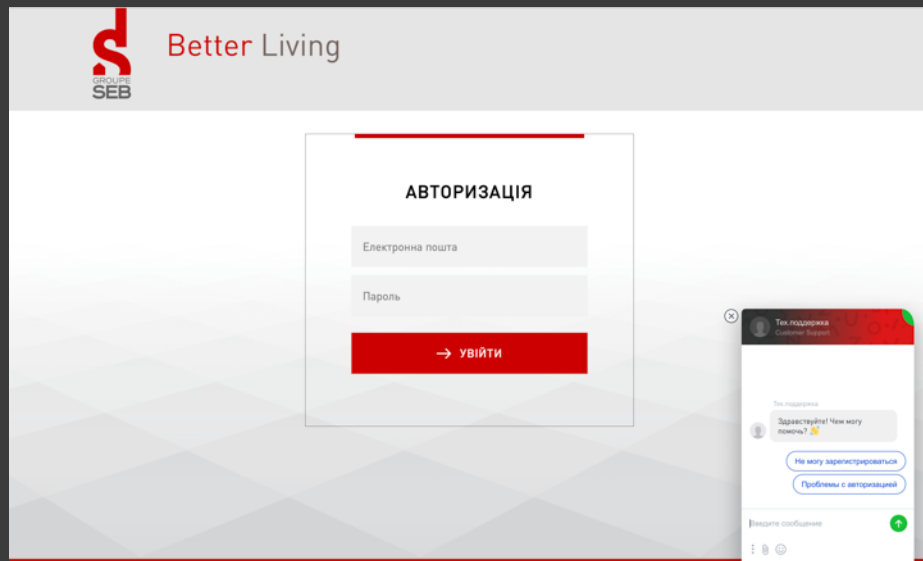 GROUPE
SEB
Better Living
АВТОРИЗАЦІЯ
Електронна пошта
Пароль
УВІЙТИ
Тех.поддержка
Customer Support
Тех.поддержка
Здравствуйте! Чем могу
помочь? 👋
Не могу зарегистрироваться
Проблемы с авторизацией
Введите сообщение